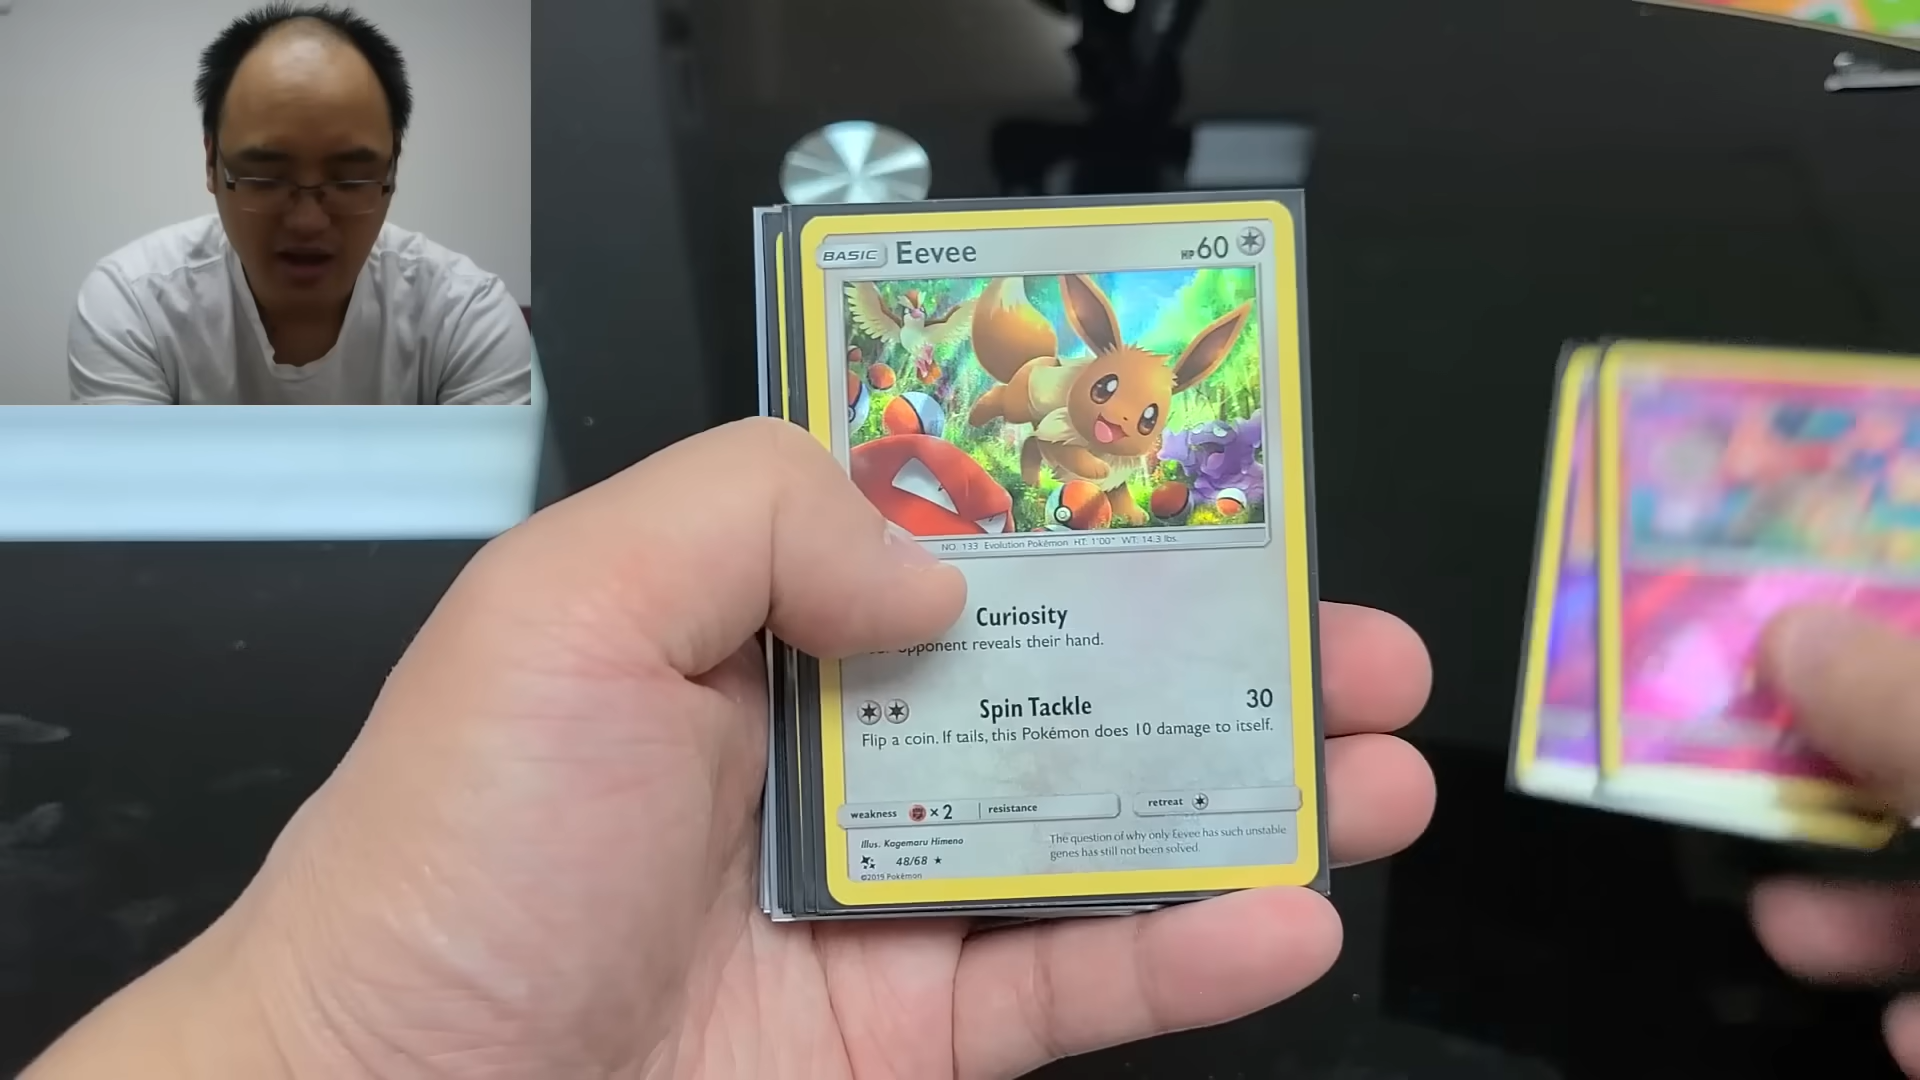 BASIC Eevee HP 60
NO. 133 Evolution Pokémon HT: 1'00" WT: 14.3 lbs.
Curiosity
opponent reveals their hand.
Spin Tackle 30
Flip a coin. If tails, this Pokémon does 10 damage to itself.
weakness × 2 resistance retreat
Illus. Kagemaru Himeno
48/68
©2019 Pokémon
The question of why only Eevee has such unstable
genes has still not been solved.